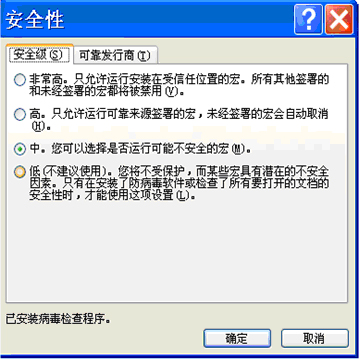 安全性
安全级(S) 可靠发行商(T)
非常高。只允许运行安装在受信任位置的宏。所有其他签署的
和未经签署的宏都将被禁用(V)。
高。只允许运行可靠来源签署的宏，未经签署的宏会自动取消
(H)。
中。您可以选择是否运行可能不安全的宏(M)。
低(不建议使用)。您将不受保护，而某些宏具有潜在的不安全
因素。只有在安装了防病毒软件或检查了所有要打开的文档的
安全性时，才能使用这项设置(L)。
已安装病毒检查程序。
确定 取消